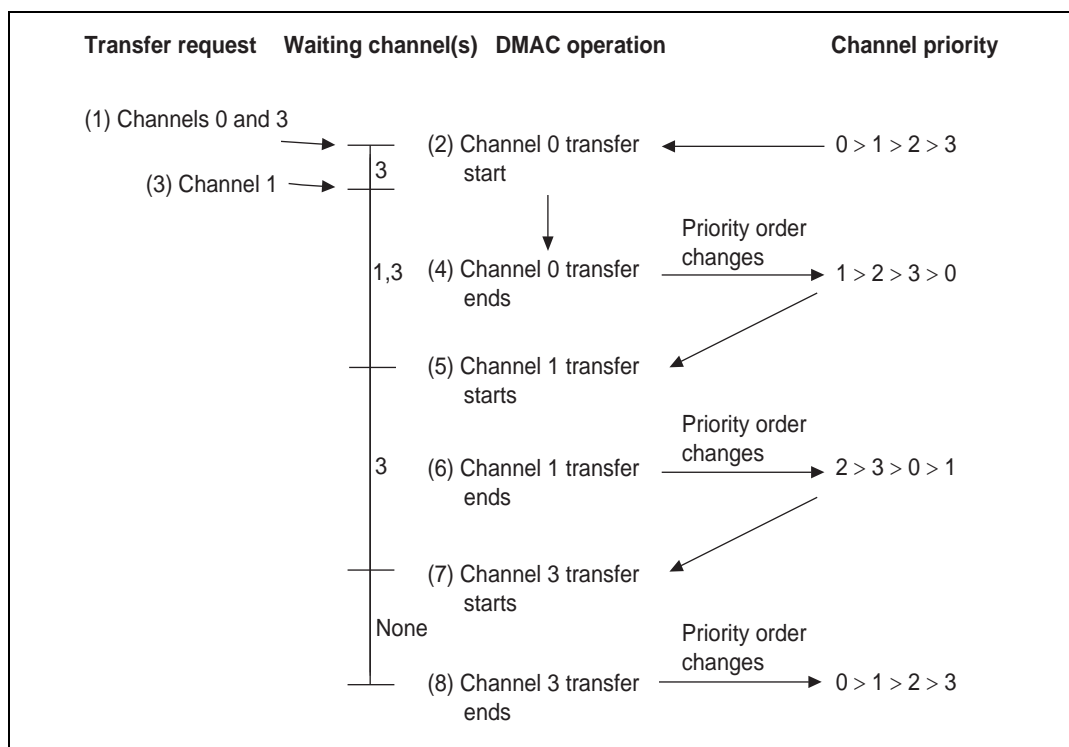 Transfer request Waiting channel(s) DMAC operation Channel priority
(1) Channels 0 and 3
(2) Channel 0 transfer
start
0 > 1 > 2 > 3
3
(3) Channel 1
Priority order
changes
1,3
(4) Channel 0 transfer
ends
1 > 2 > 3 > 0
(5) Channel 1 transfer
starts
Priority order
changes
3
(6) Channel 1 transfer
ends
2 > 3 > 0 > 1
(7) Channel 3 transfer
starts
None
Priority order
changes
(8) Channel 3 transfer
ends
0 > 1 > 2 > 3